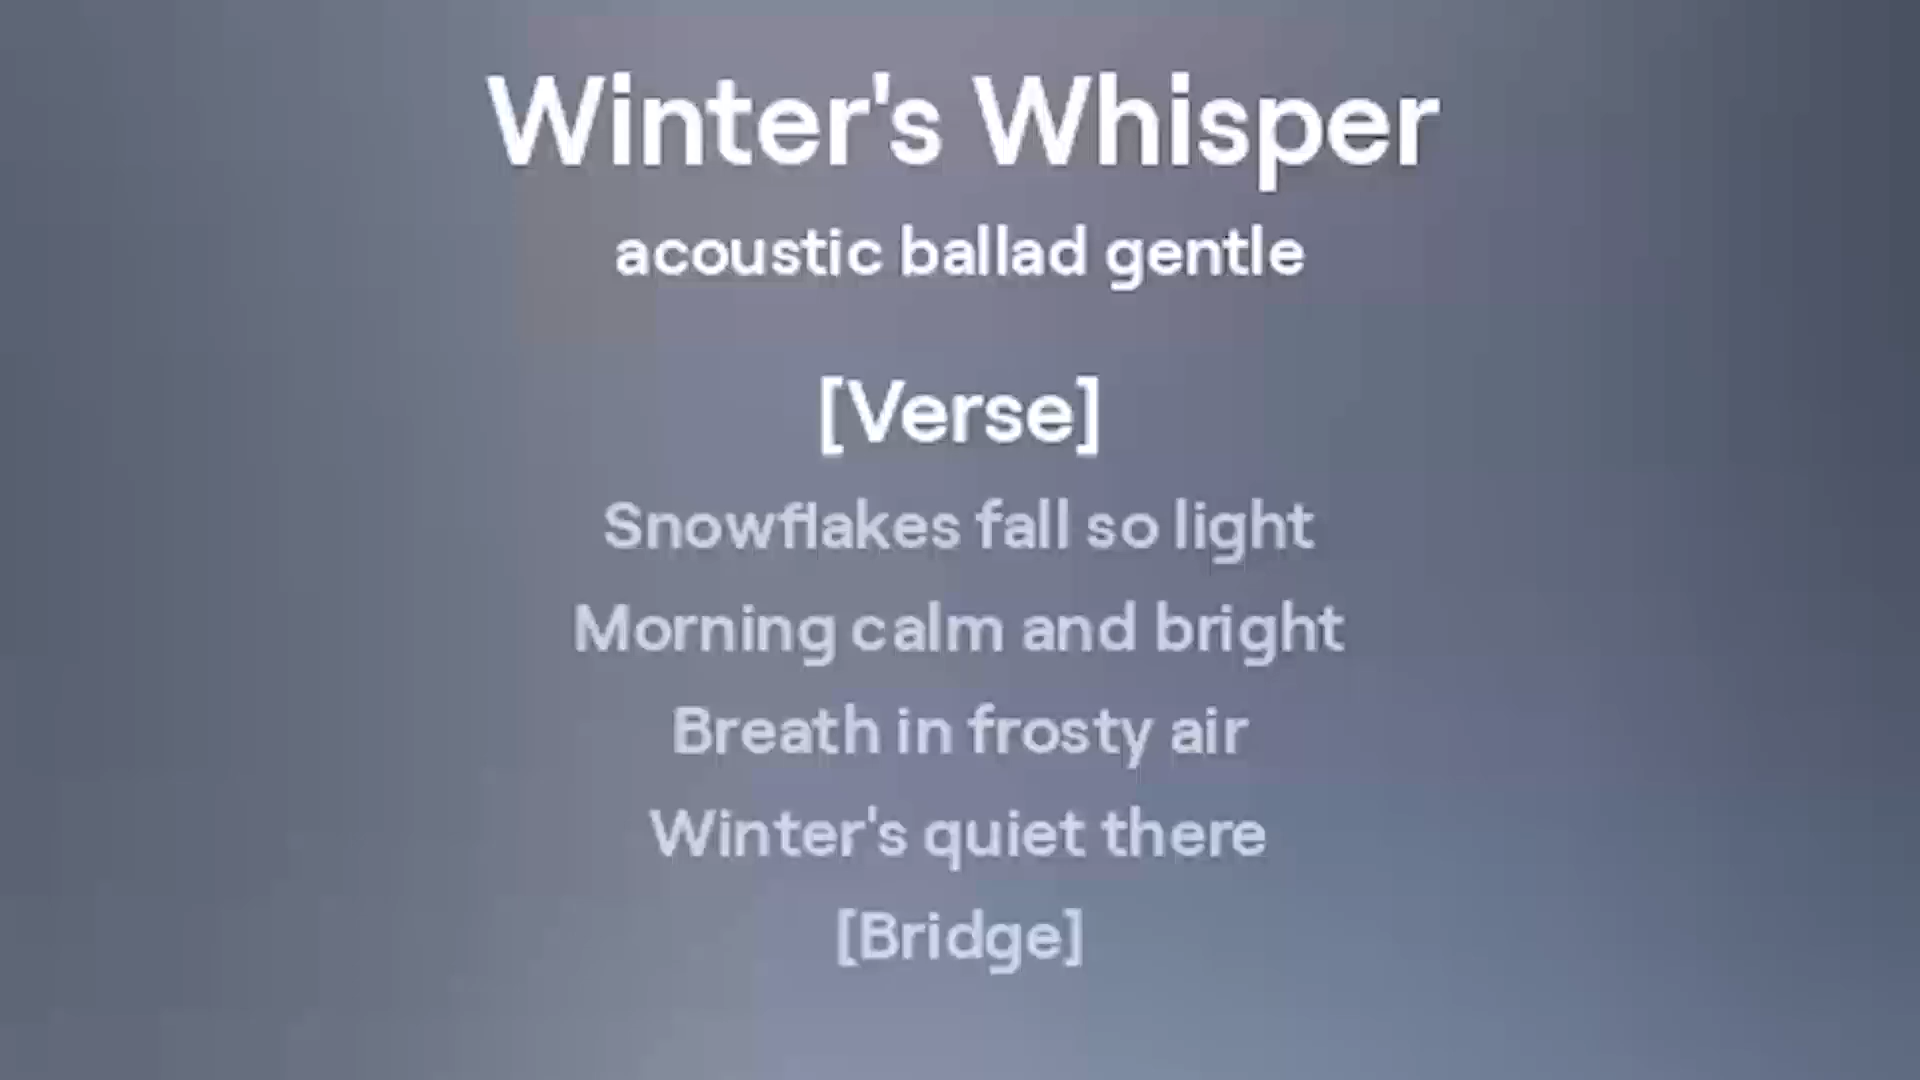 Winter's Whisper
acoustic ballad gentle
[Verse]
Snowflakes fall so light
Morning calm and bright
Breath in frosty air
Winter's quiet there
[Bridge]